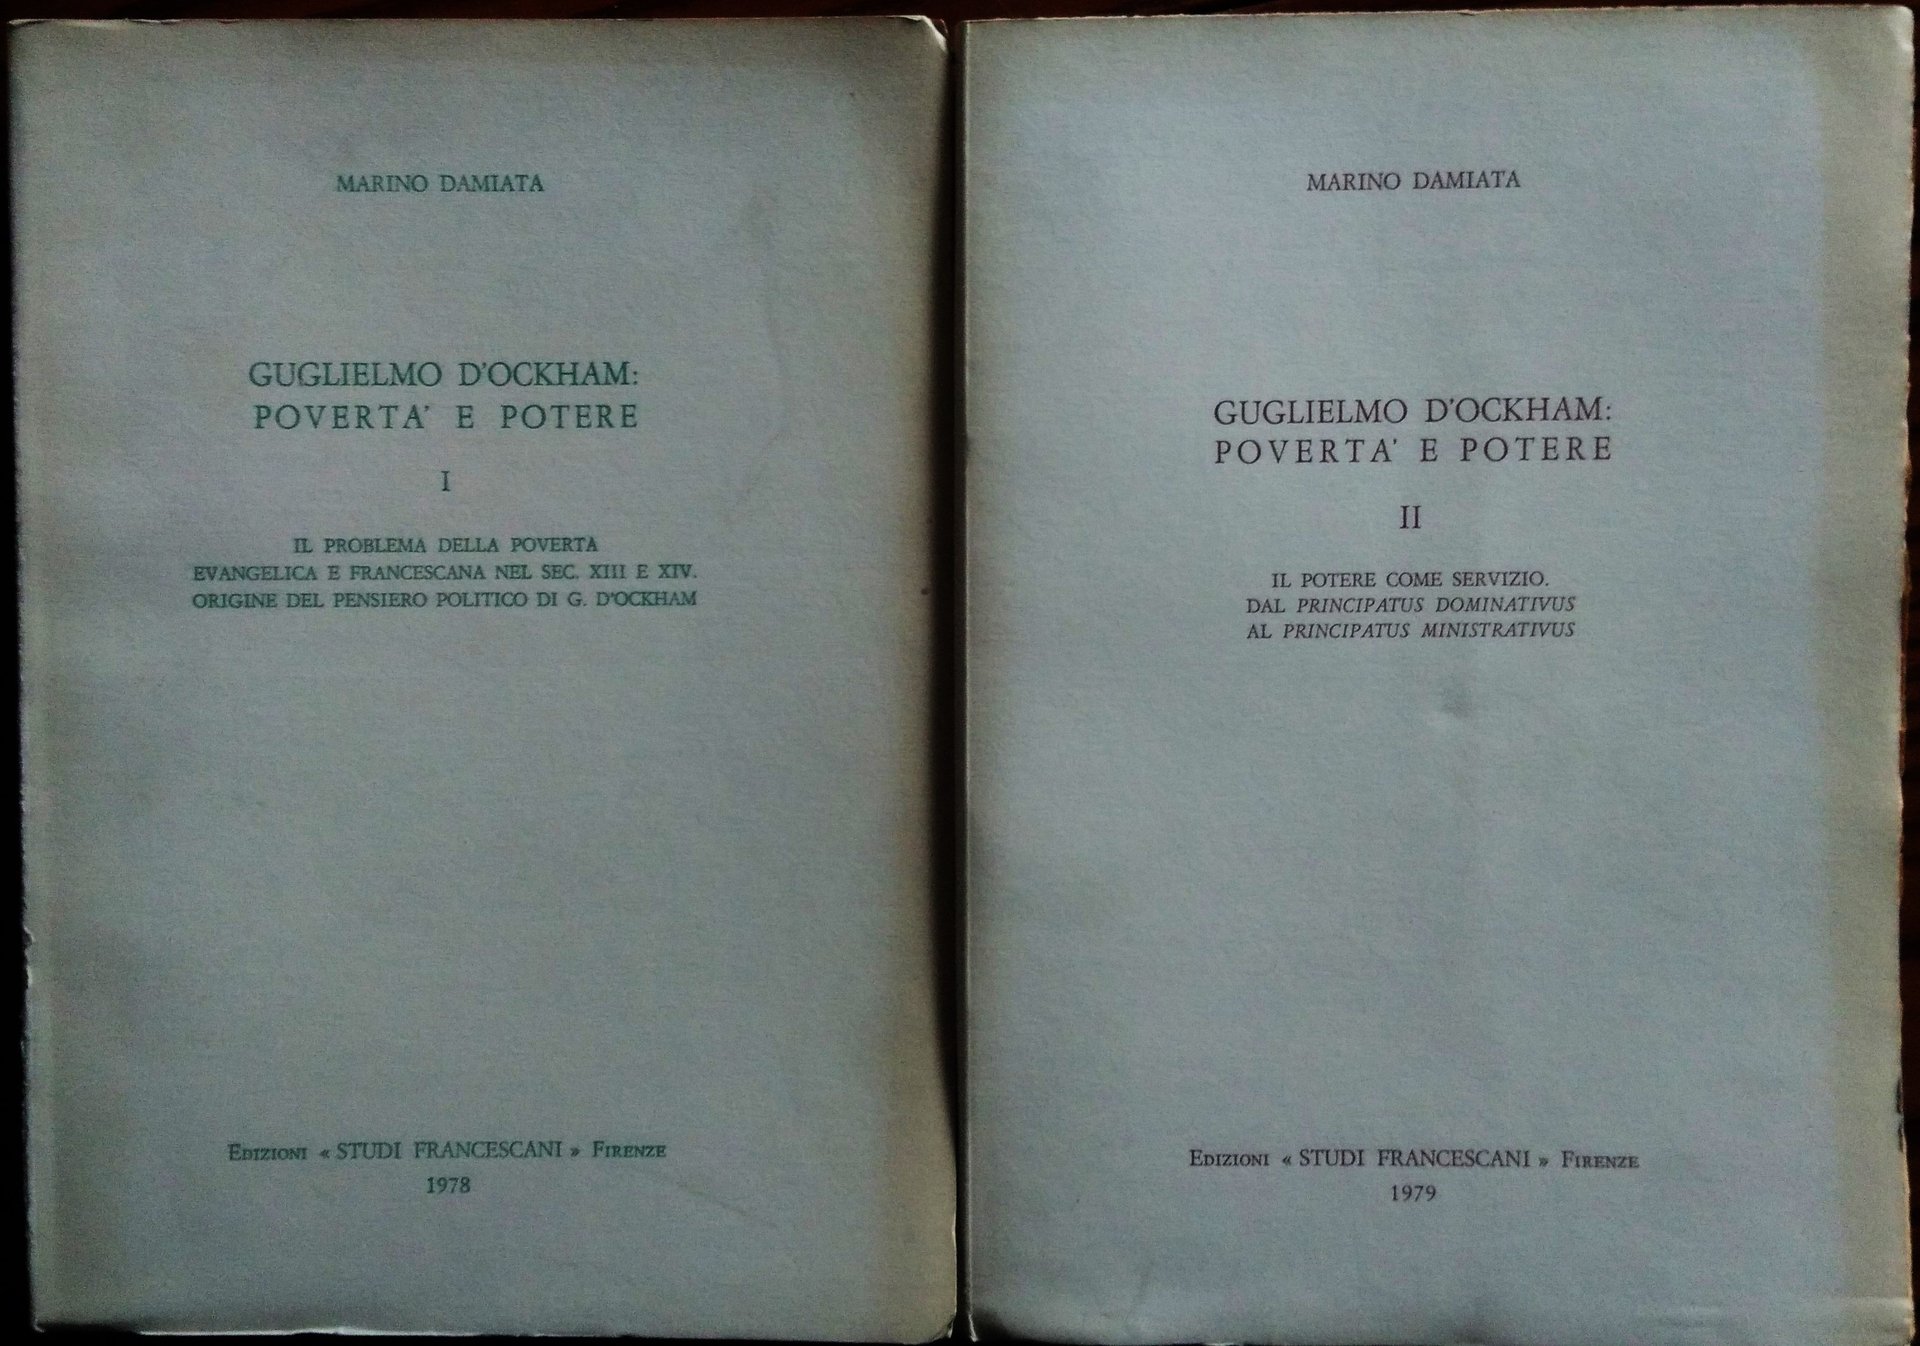 MARINO DAMIATA
GUGLIELMO D'OCKHAM:
POVERTA' E POTERE
I
IL PROBLEMA DELLA POVERTA
EVANGELICA E FRANCESCANA NEL SEC. XIII E XIV.
ORIGINE DEL PENSIERO POLITICO DI G. D'OCKHAM
EDIZIONI « STUDI FRANCESCANI » FIRENZE
1978
MARINO DAMIATA
GUGLIELMO D'OCKHAM:
POVERTA' E POTERE
II
IL POTERE COME SERVIZIO.
DAL PRINCIPATUS DOMINATIVUS
AL PRINCIPATUS MINISTRATIVUS
EDIZIONI « STUDI FRANCESCANI » FIRENZE
1979